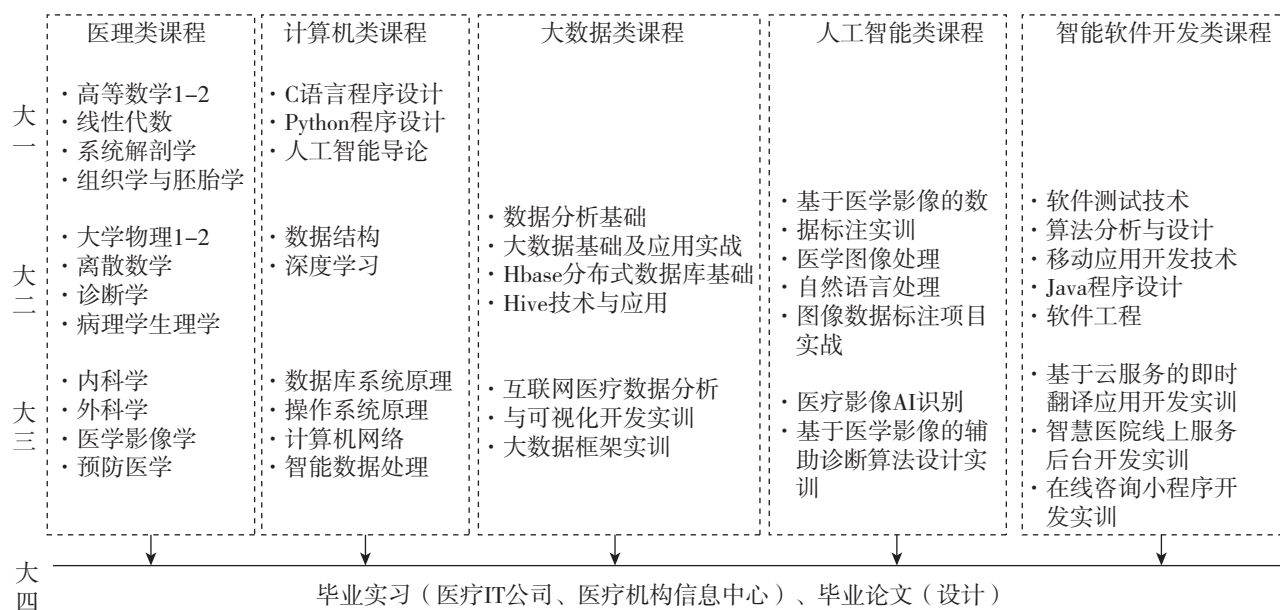 医理类课程
·高等数学1-2
·线性代数
·系统解剖学
·组织学与胚胎学
·大学物理1-2
·离散数学
·诊断学
·病理学生理学
·内科学
·外科学
·医学影像学
·预防医学
计算机类课程
·C语言程序设计
·Python程序设计
·人工智能导论
·数据结构
·深度学习
·数据库系统原理
·操作系统原理
·计算机网络
·智能数据处理
大数据类课程
·数据分析基础
·大数据基础及应用实战
·Hbase分布式数据库基础
·Hive技术与应用
·互联网医疗数据分析
·与可视化开发实训
·大数据框架实训
人工智能类课程
·基于医学影像的数
·据标注实训
·医学图像处理
·自然语言处理
·图像数据标注项目
实战
·医疗影像AI识别
·基于医学影像的辅
助诊断算法设计实
训
智能软件开发类课程
·软件测试技术
·算法分析与设计
·移动应用开发技术
·Java程序设计
·软件工程
·基于云服务的即时
翻译应用开发实训
·智慧医院线上服务
后台开发实训
·在线咨询小程序开
发实训
大一
大二
大三
大四
毕业实习（医疗IT公司、医疗机构信息中心）、毕业论文（设计）